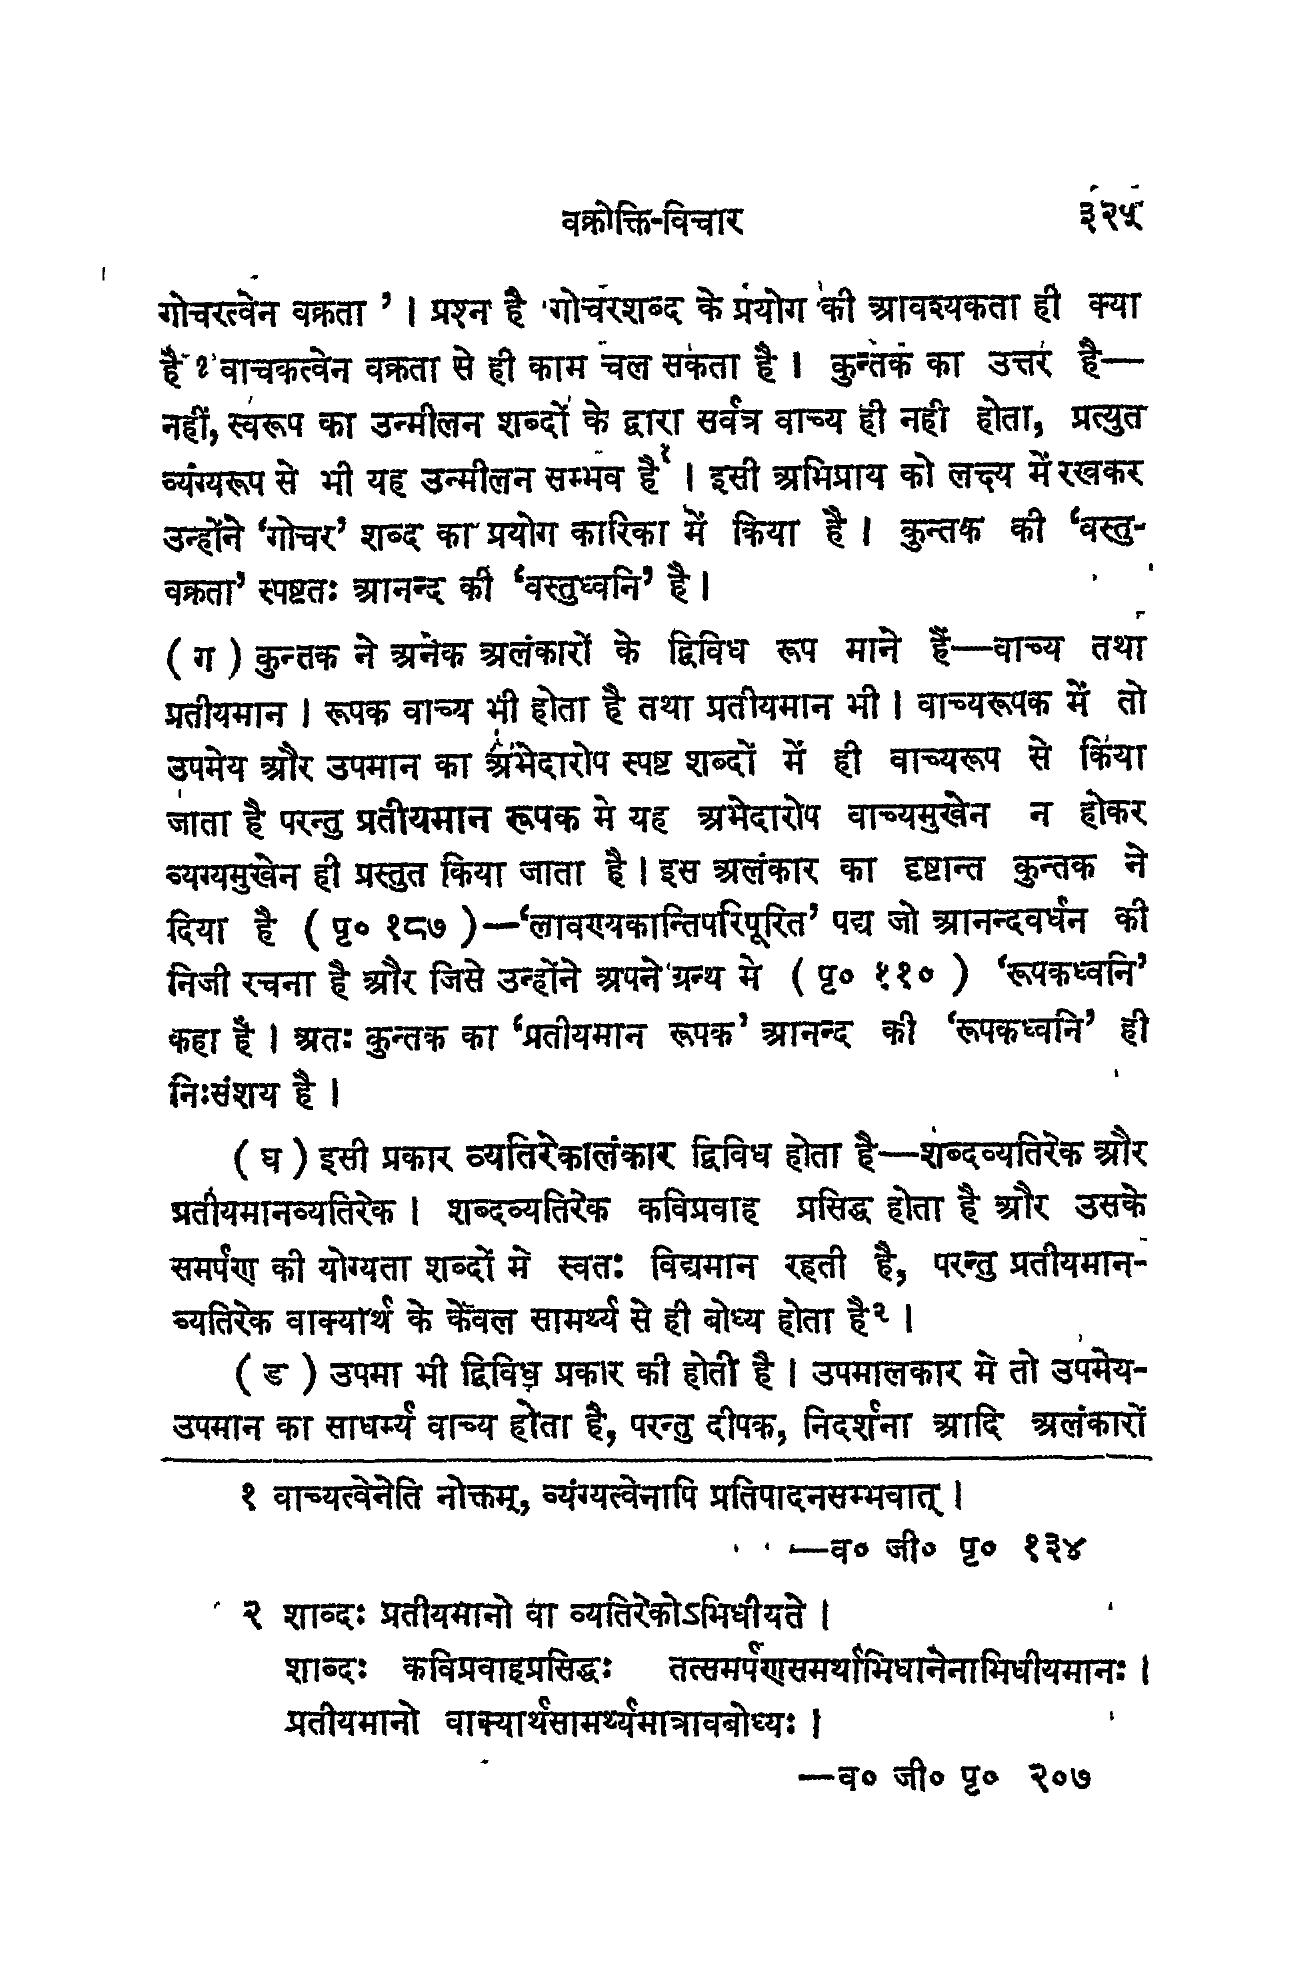 वक्रोक्ति-विचार ३२५
गोचरत्वेन वक्रता ’ । प्रश्न है गोचरशब्द के प्रयोग की आवश्यकता ही क्या
है ? वाचकत्वेन वक्रता से ही काम चल सकता है । कुन्तक का उत्तर है—
नहीं, स्वरूप का उन्मीलन शब्दों के द्वारा सर्वत्र वाच्य ही नही होता, प्रत्युत
व्यंग्यरूप से भी यह उन्मीलन सम्भव है१ । इसी अभिप्राय को लक्ष्य में रखकर
उन्होंने ‘गोचर’ शब्द का प्रयोग कारिका में किया है । कुन्तक की ‘वस्तु-
वक्रता’ स्पष्टतः आनन्द की ‘वस्तुध्वनि’ है ।
( ग ) कुन्तक ने अनेक अलंकारों के द्विविध रूप माने हैं—वाच्य तथा
प्रतीयमान । रूपक वाच्य भी होता है तथा प्रतीयमान भी । वाच्यरूपक में तो
उपमेय और उपमान का अभेदारोप स्पष्ट शब्दों में ही वाच्यरूप से किया
जाता है परन्तु प्रतीयमान रूपक मे यह अभेदारोप वाच्यमुखेन न होकर
व्यग्यमुखेन ही प्रस्तुत किया जाता है । इस अलंकार का दृष्टान्त कुन्तक ने
दिया है ( पृ० १८७ )—‘लावण्यकान्तिपरिपूरित’ पद्य जो आनन्दवर्धन की
निजी रचना है और जिसे उन्होंने अपने ग्रन्थ मे ( पृ० ११० ) ‘रूपकध्वनि’
कहा है । अतः कुन्तक का ‘प्रतीयमान रूपक’ आनन्द की ‘रूपकध्वनि’ ही
निःसंशय है ।
( घ ) इसी प्रकार व्यतिरेकालंकार द्विविध होता है—शब्दव्यतिरेक और
प्रतीयमानव्यतिरेक । शब्दव्यतिरेक कविप्रवाह प्रसिद्ध होता है और उसके
समर्पण की योग्यता शब्दों मे स्वतः विद्यमान रहती है, परन्तु प्रतीयमान-
व्यतिरेक वाक्यार्थ के केवल सामर्थ्य से ही बोध्य होता है२ ।
( ङ ) उपमा भी द्विविध प्रकार की होती है । उपमालकार मे तो उपमेय-
उपमान का साधर्म्य वाच्य होता है, परन्तु दीपक, निदर्शना आदि अलंकारों
१ वाच्यत्वेनेति नोक्तम्, व्यंग्यत्वेनापि प्रतिपादनसम्भवात् ।
—व० जी० पृ० १३४
२ शाब्दः प्रतीयमानो वा व्यतिरेकोऽभिधीयते ।
शाब्दः कविप्रवाहप्रसिद्धः तत्समर्पणसमर्थाभिधानेनाभिधीयमानः ।
प्रतीयमानो वाक्यार्थसामर्थ्यमात्रावबोध्यः ।
—व० जी० पृ० २०७